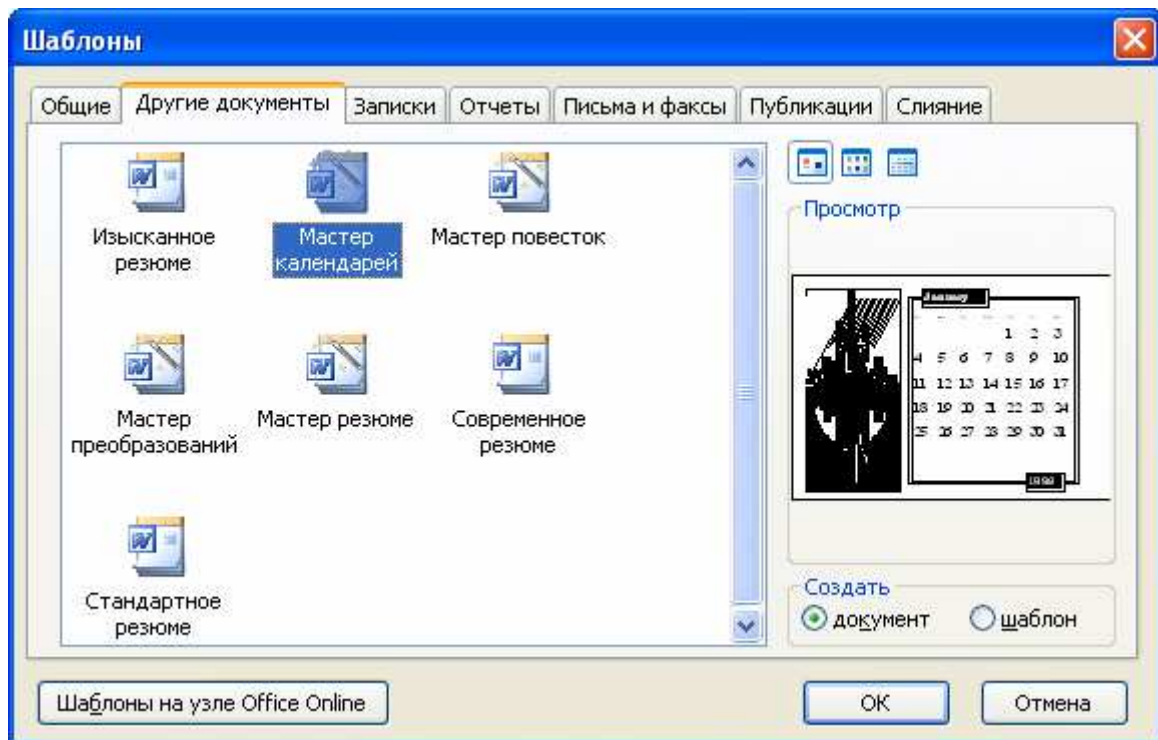 Шаблоны
Общие Другие документы Записки Отчеты Письма и факсы Публикации Слияние
Изысканное
резюме
Мастер
календарей
Мастер повесток
Мастер
преобразований
Мастер резюме
Современное
резюме
Стандартное
резюме
Просмотр
January
1 2 3
4 5 6 7 8 9 10
11 12 13 14 15 16 17
18 19 20 21 22 23 24
25 26 27 28 29 30 31
Создать
документ шаблон
Шаблоны на узле Office Online
ОК Отмена